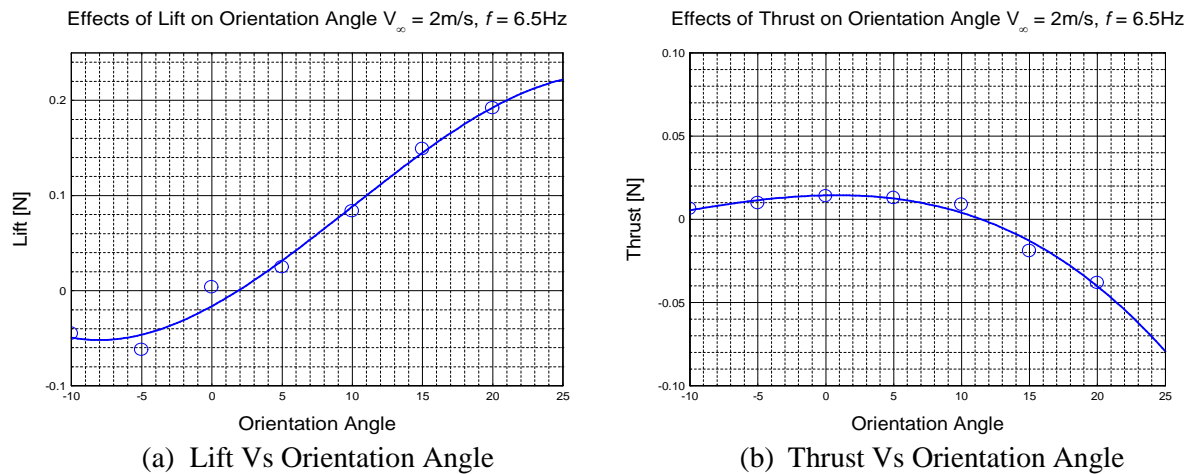 Effects of Lift on Orientation Angle V∞ = 2m/s, f = 6.5Hz
0.2
0.1
0
-0.1
Lift [N]
-10 -5 0 5 10 15 20 25
Orientation Angle
(a) Lift Vs Orientation Angle
Effects of Thrust on Orientation Angle V∞ = 2m/s, f = 6.5Hz
0.10
0.05
0
-0.05
-0.10
Thrust [N]
-10 -5 0 5 10 15 20 25
Orientation Angle
(b) Thrust Vs Orientation Angle